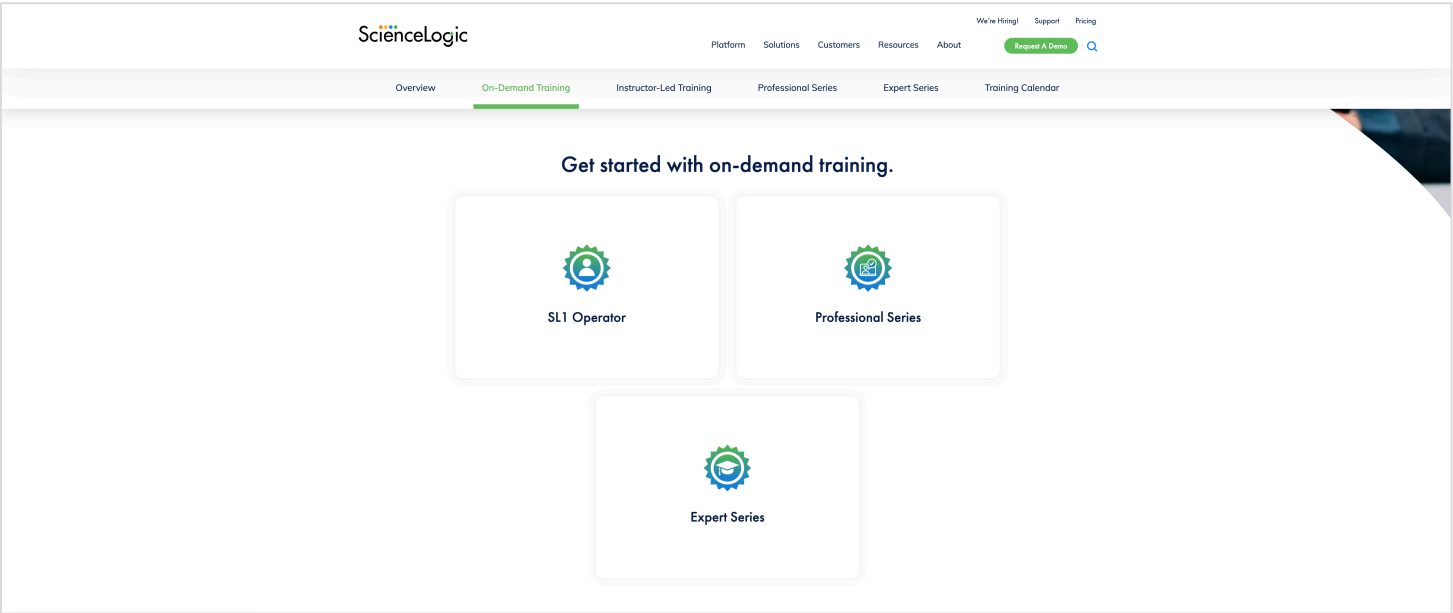 We're Hiring! Support Pricing
ScienceLogic
Platform Solutions Customers Resources About Request A Demo
Overview On-Demand Training Instructor-Led Training Professional Series Expert Series Training Calendar
Get started with on-demand training.
SL1 Operator Professional Series
Expert Series